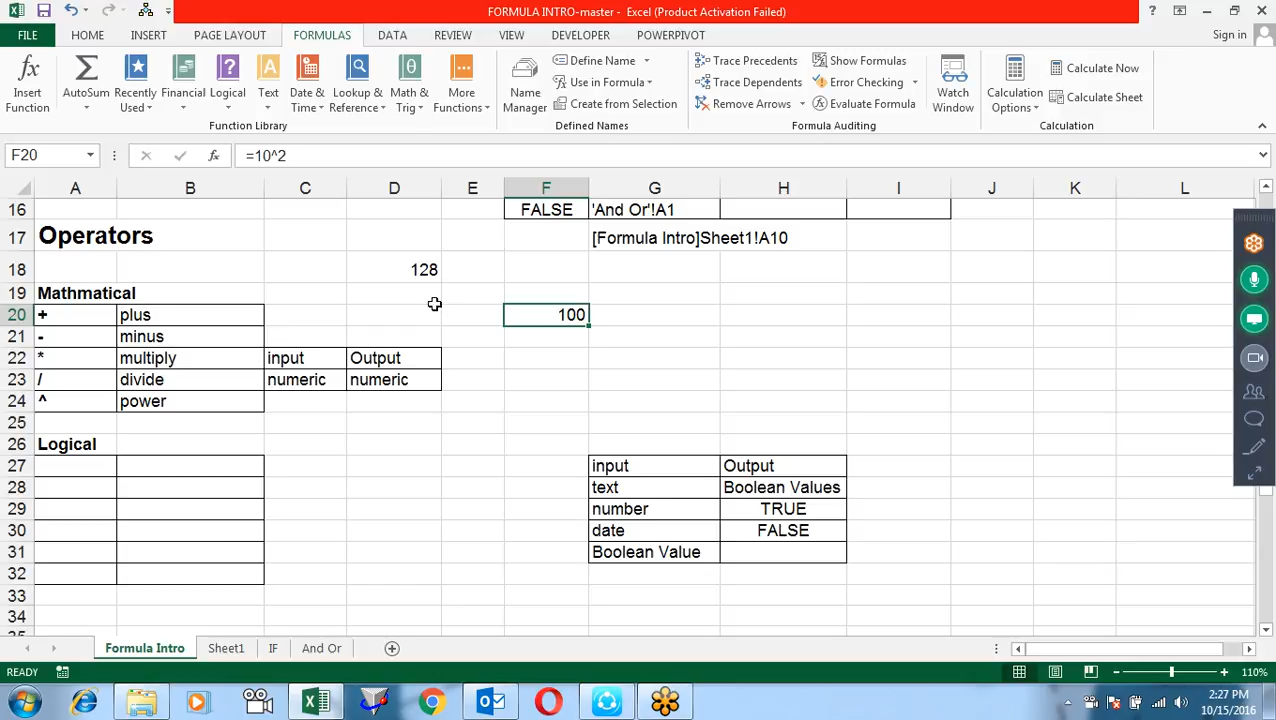 FORMULA INTRO-master - Excel (Product Activation Failed)
FILE HOME INSERT PAGE LAYOUT FORMULAS DATA REVIEW VIEW DEVELOPER POWERPIVOT Sign in
Insert Function
AutoSum
Recently Used
Financial
Logical
Text
Date & Time
Lookup & Reference
Math & Trig
More Functions
Function Library
Name Manager
Define Name
Use in Formula
Create from Selection
Defined Names
Trace Precedents
Trace Dependents
Remove Arrows
Show Formulas
Error Checking
Evaluate Formula
Formula Auditing
Watch Window
Calculation Options
Calculate Now
Calculate Sheet
Calculation
F20 fx =10^2
A B C D E F G H I J K L
16 FALSE 'And Or'!A1
17 Operators [Formula Intro]Sheet1!A10
18 128
19 Mathmatical
20 + plus 100
21 - minus
22 * multiply input Output
23 / divide numeric numeric
24 ^ power
25
26 Logical
27 input Output
28 text Boolean Values
29 number TRUE
30 date FALSE
31 Boolean Value
32
33
34
Formula Intro Sheet1 IF And Or
READY 110%
2:27 PM
10/15/2016